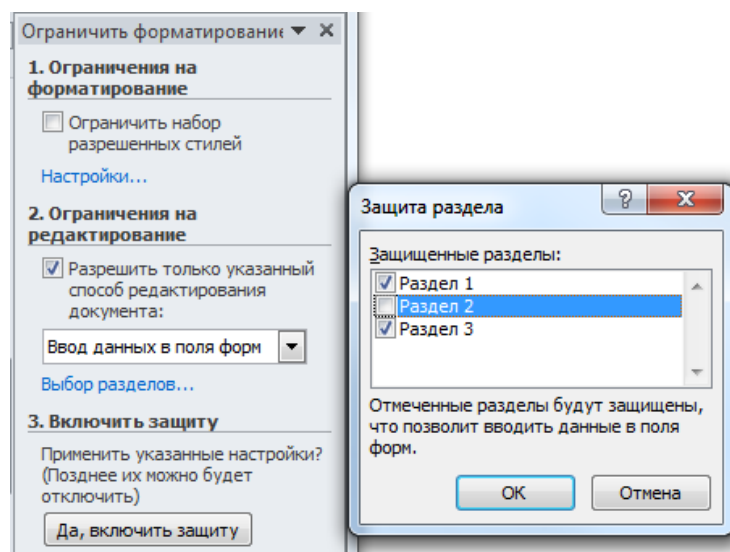 Ограничить форматировани
1. Ограничения на
форматирование
Ограничить набор
разрешенных стилей
Настройки...
2. Ограничения на
редактирование
Разрешить только указанный
способ редактирования
документа:
Ввод данных в поля форм
Выбор разделов...
3. Включить защиту
Применить указанные настройки?
(Позднее их можно будет
отключить)
Да, включить защиту
Защита раздела
Защищенные разделы:
Раздел 1
Раздел 2
Раздел 3
Отмеченные разделы будут защищены,
что позволит вводить данные в поля
форм.
ОК
Отмена